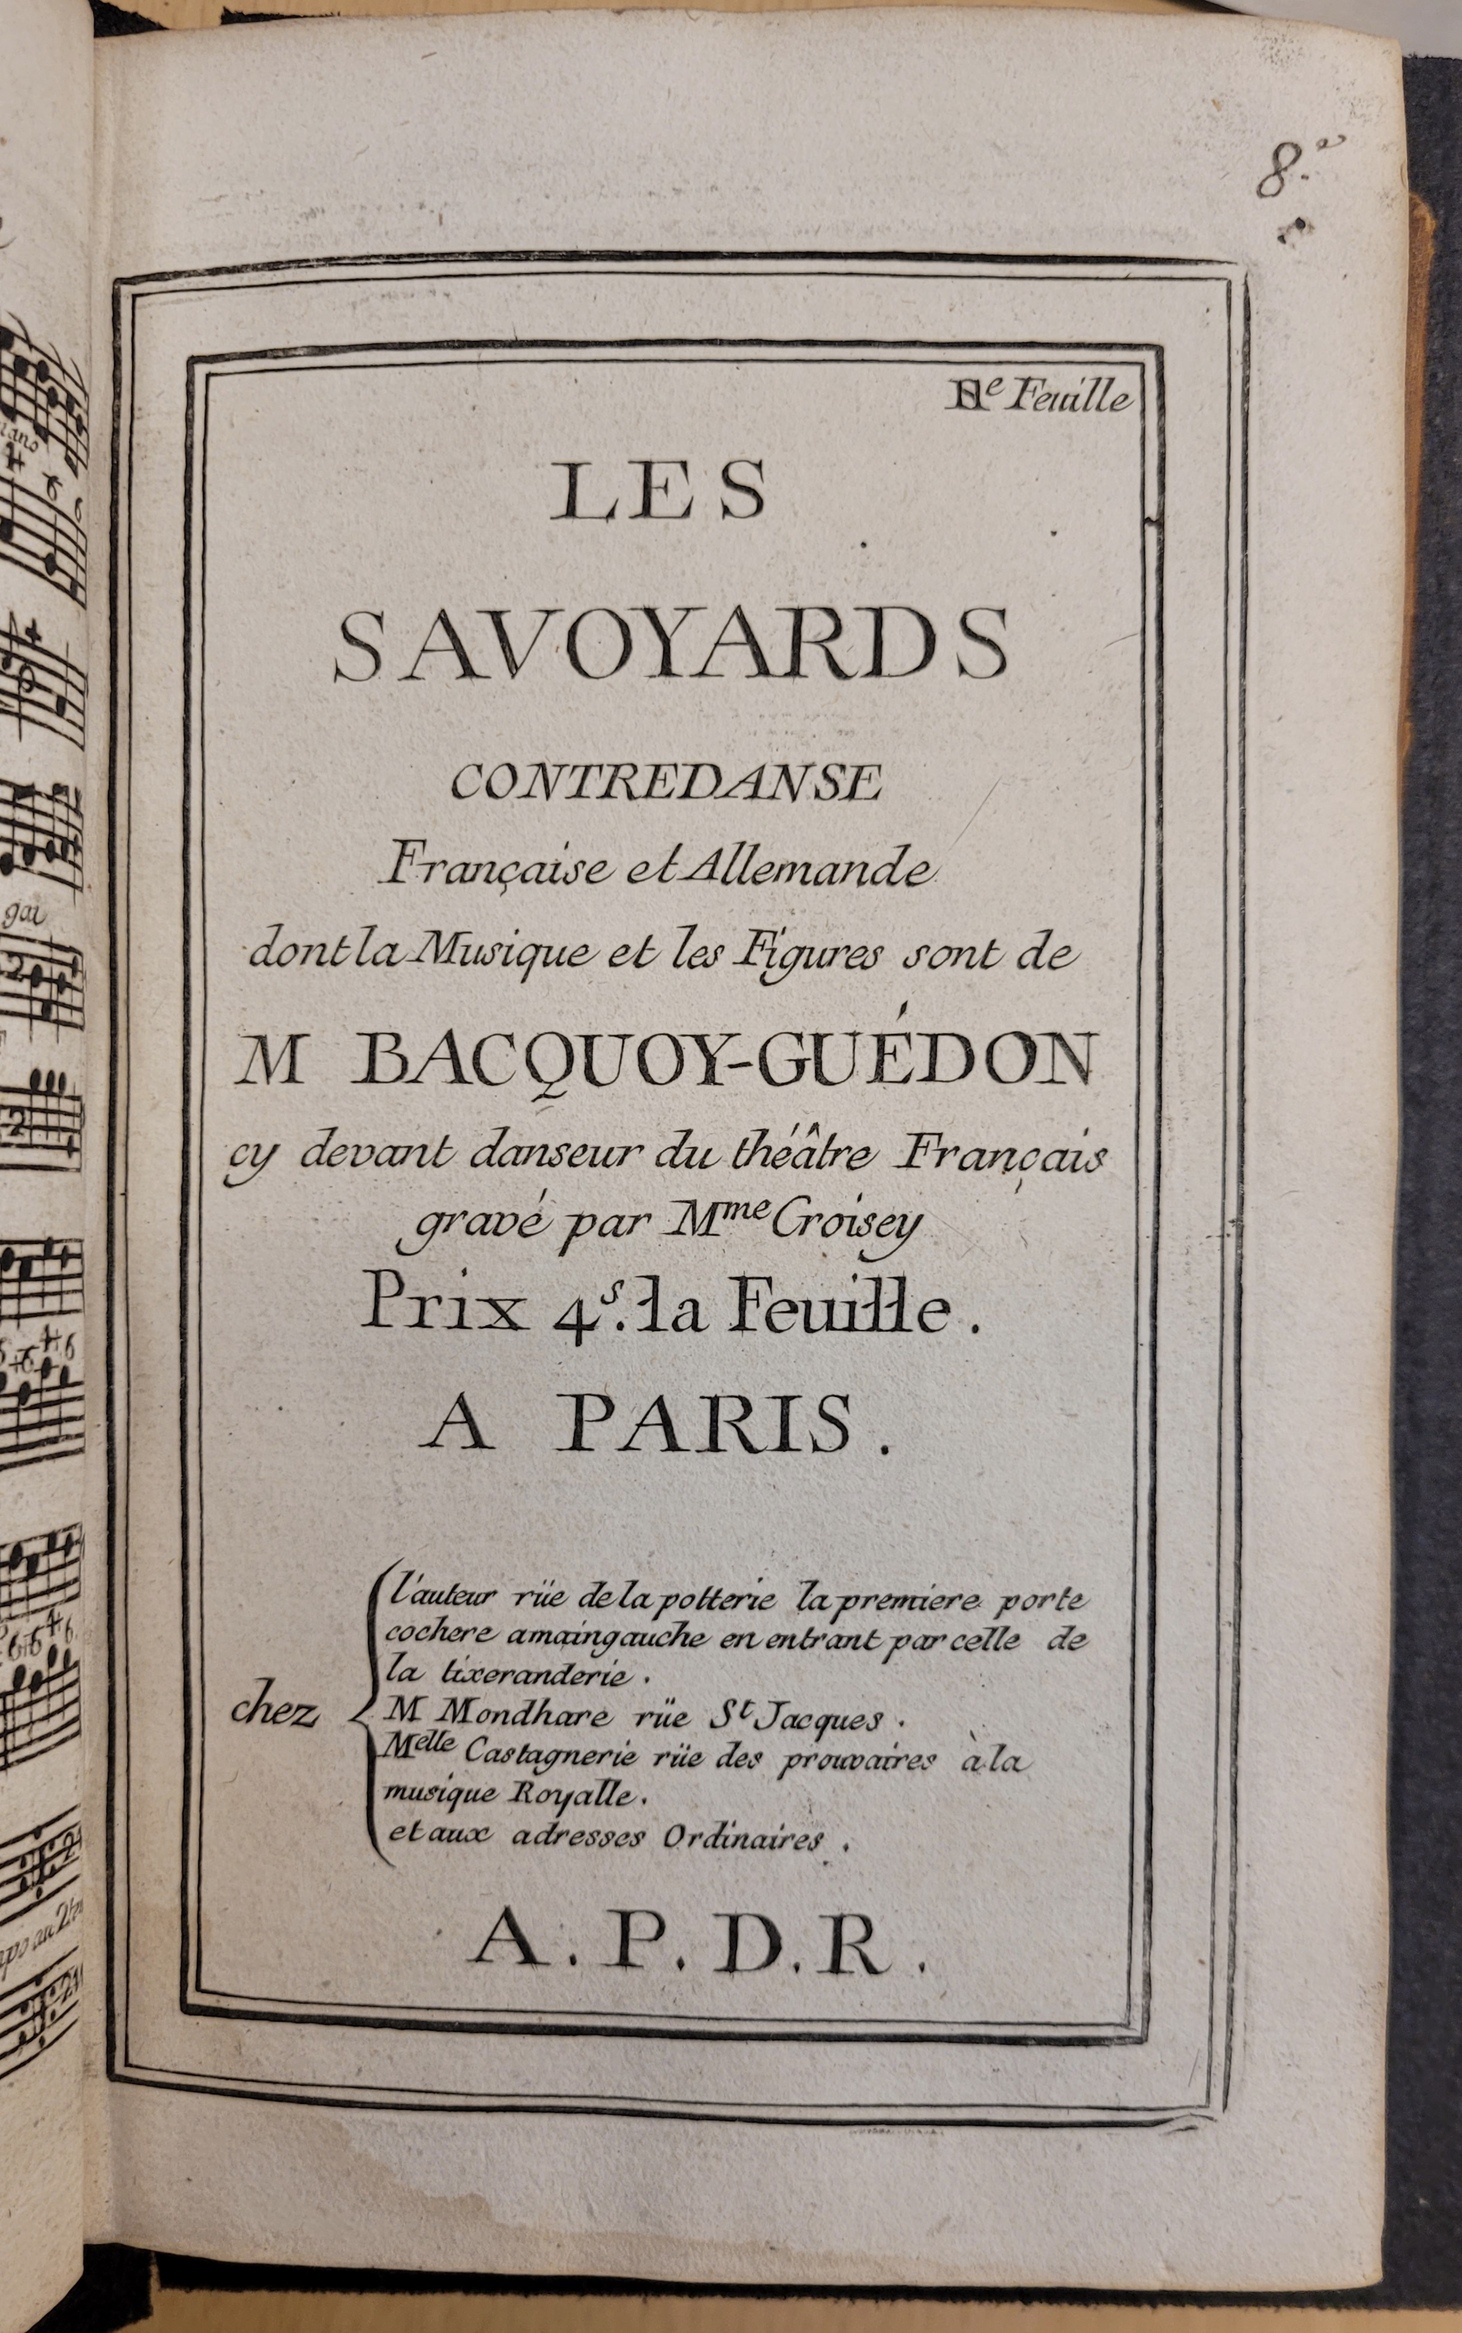 8.e
IIe Feuille
LES
SAVOYARDS
CONTREDANSE
Française et Allemande
dont la Musique et les Figures sont de
M BACQUOY-GUÉDON
cy devant danseur du théâtre Français
gravé par Mme Croisey
Prix 4s. la Feuille.
A PARIS.
l'auteur rüe de la potterie la premiere porte
cochere amaingauche en entrant par celle de
la tixeranderie.
chez
M Mondhare rüe St Jacques.
Melle Castagnerie rüe des prouvaires à la
musique Royalle.
et aux adresses Ordinaires.
A.P.D.R.
gai